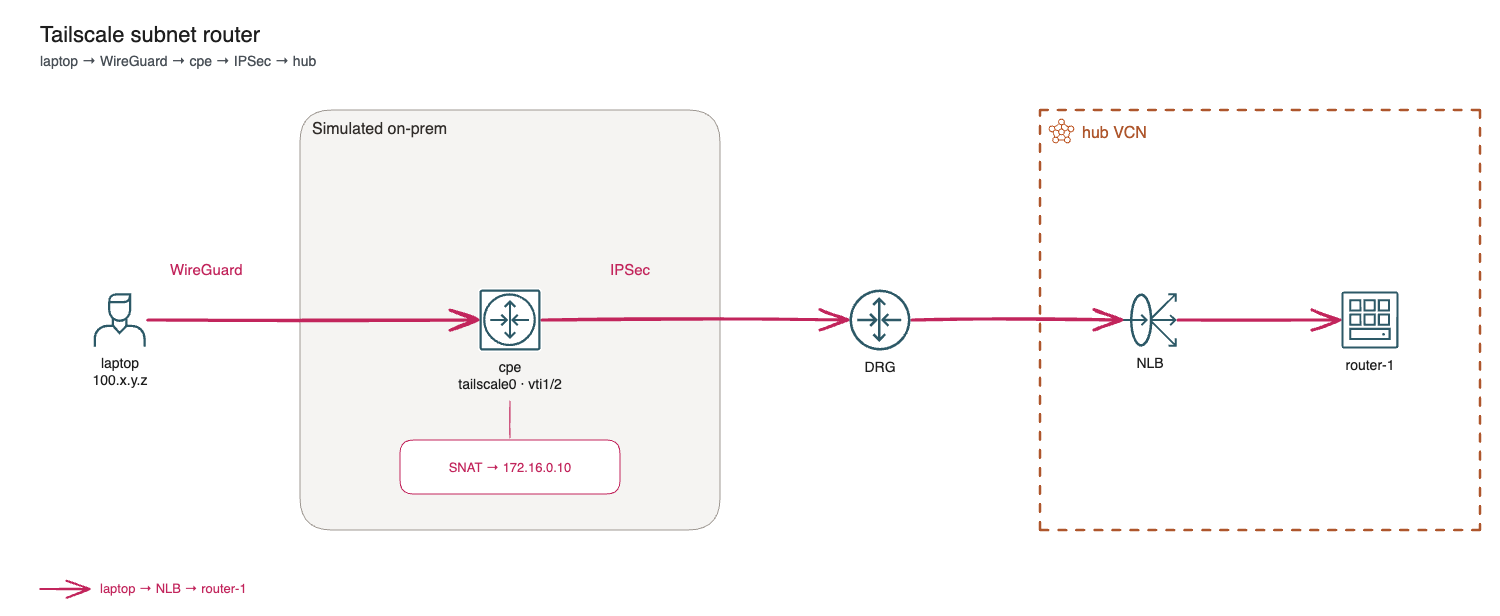 Tailscale subnet router
laptop → WireGuard → cpe → IPSec → hub
Simulated on-prem
hub VCN
WireGuard
IPSec
laptop
100.x.y.z
cpe
tailscale0 · vti1/2
DRG
NLB
router-1
SNAT → 172.16.0.10
laptop → NLB → router-1